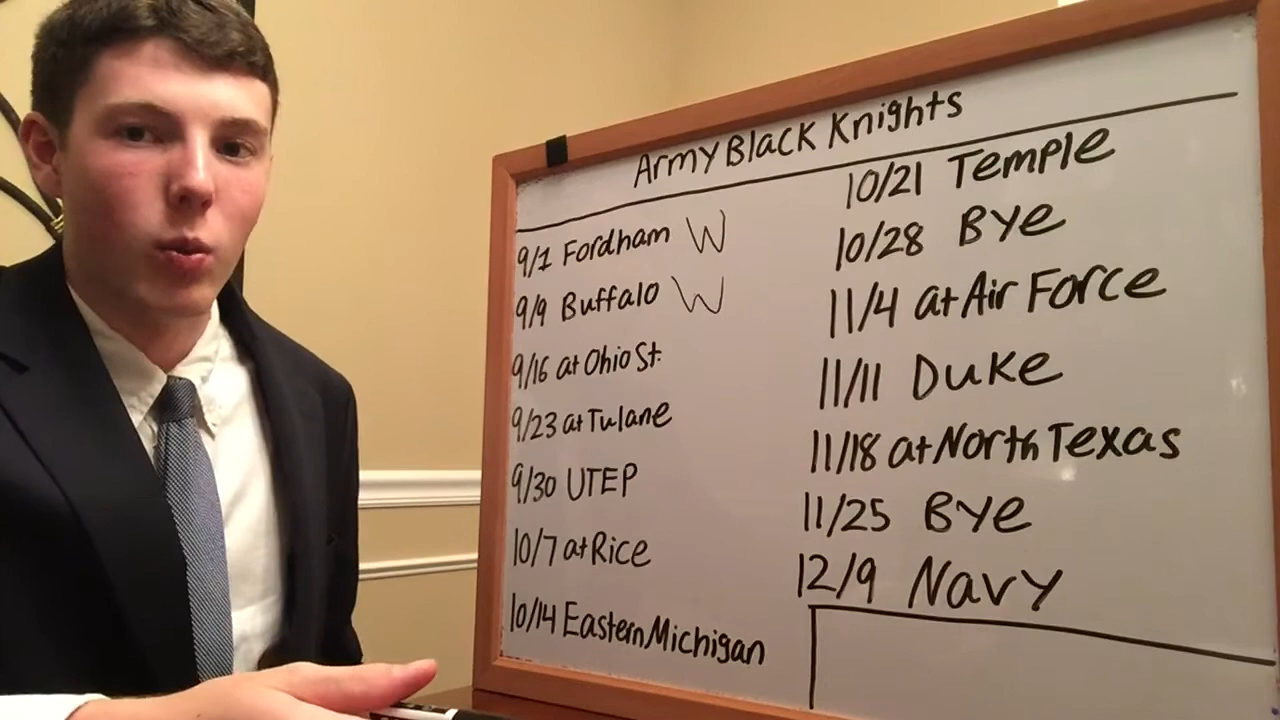 Army Black Knights
9/1 Fordham W
9/9 Buffalo W
9/16 at Ohio St.
9/23 at Tulane
9/30 UTEP
10/7 at Rice
10/14 Eastern Michigan
10/21 Temple
10/28 Bye
11/4 at Air Force
11/11 Duke
11/18 at North Texas
11/25 Bye
12/9 Navy